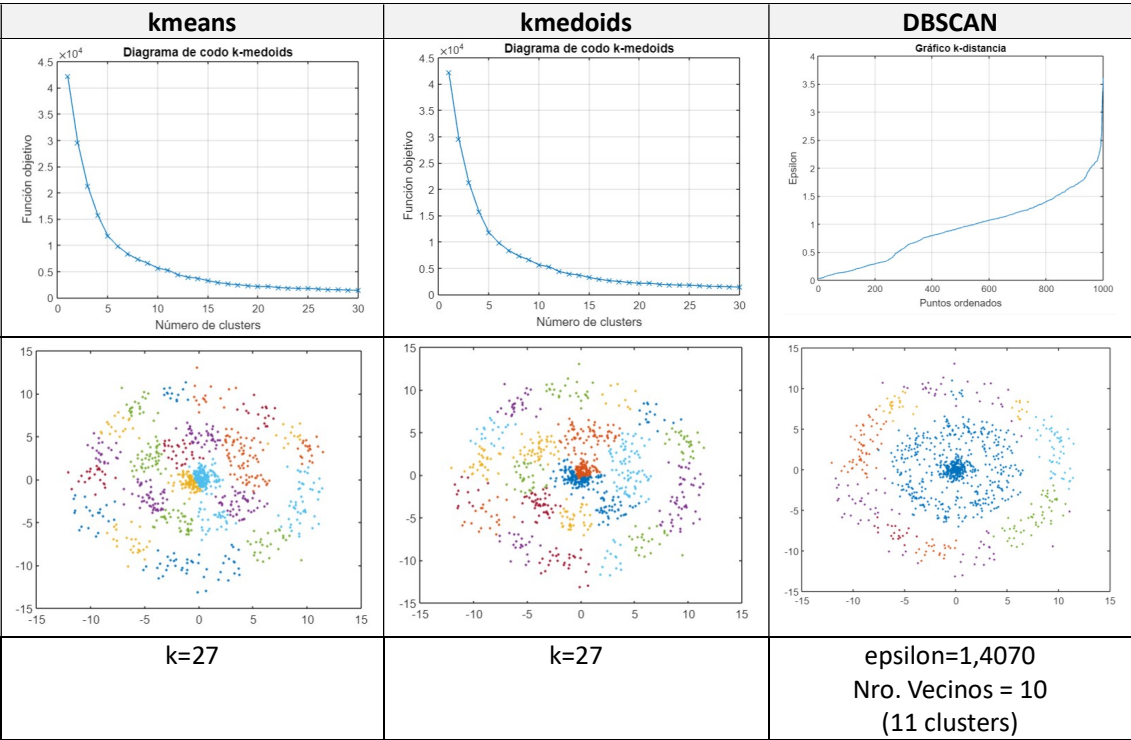 kmeans
kmedoids
DBSCAN
Diagrama de codo k-medoids
×10⁴
4.5
4
3.5
3
2.5
2
1.5
1
0.5
0
Función objetivo
0 5 10 15 20 25 30
Número de clusters
Diagrama de codo k-medoids
×10⁴
4.5
4
3.5
3
2.5
2
1.5
1
0.5
0
Función objetivo
0 5 10 15 20 25 30
Número de clusters
Gráfico k-distancia
4
3.5
3
2.5
2
1.5
1
0.5
0
Epsilon
0 200 400 600 800 1000
Puntos ordenados
15
10
5
0
-5
-10
-15
-15 -10 -5 0 5 10 15
15
10
5
0
-5
-10
-15
-15 -10 -5 0 5 10 15
15
10
5
0
-5
-10
-15
-15 -10 -5 0 5 10 15
k=27
k=27
epsilon=1,4070
Nro. Vecinos = 10
(11 clusters)